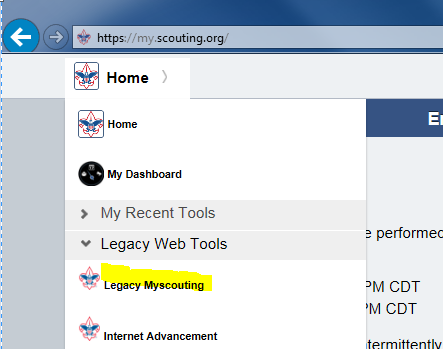 https://my.scouting.org/
Home
Home
My Dashboard
My Recent Tools
Legacy Web Tools
e performed
Legacy Myscouting
PM CDT
PM CDT
Internet Advancement
termittently